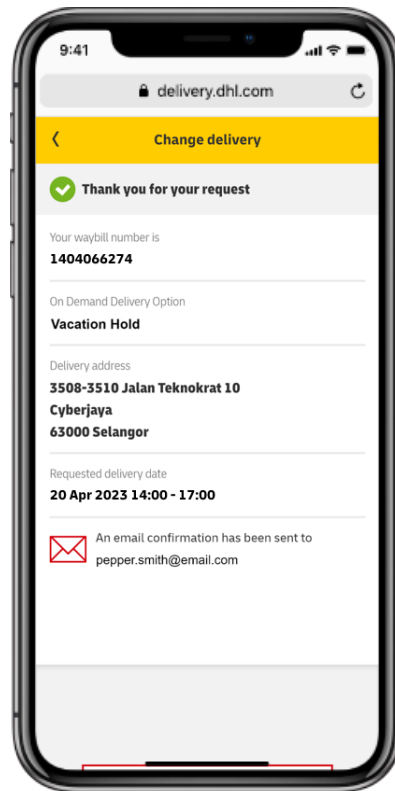 9:41
delivery.dhl.com
Change delivery
Thank you for your request
Your waybill number is
1404066274
On Demand Delivery Option
Vacation Hold
Delivery address
3508-3510 Jalan Teknokrat 10
Cyberjaya
63000 Selangor
Requested delivery date
20 Apr 2023 14:00 - 17:00
An email confirmation has been sent to
pepper.smith@email.com